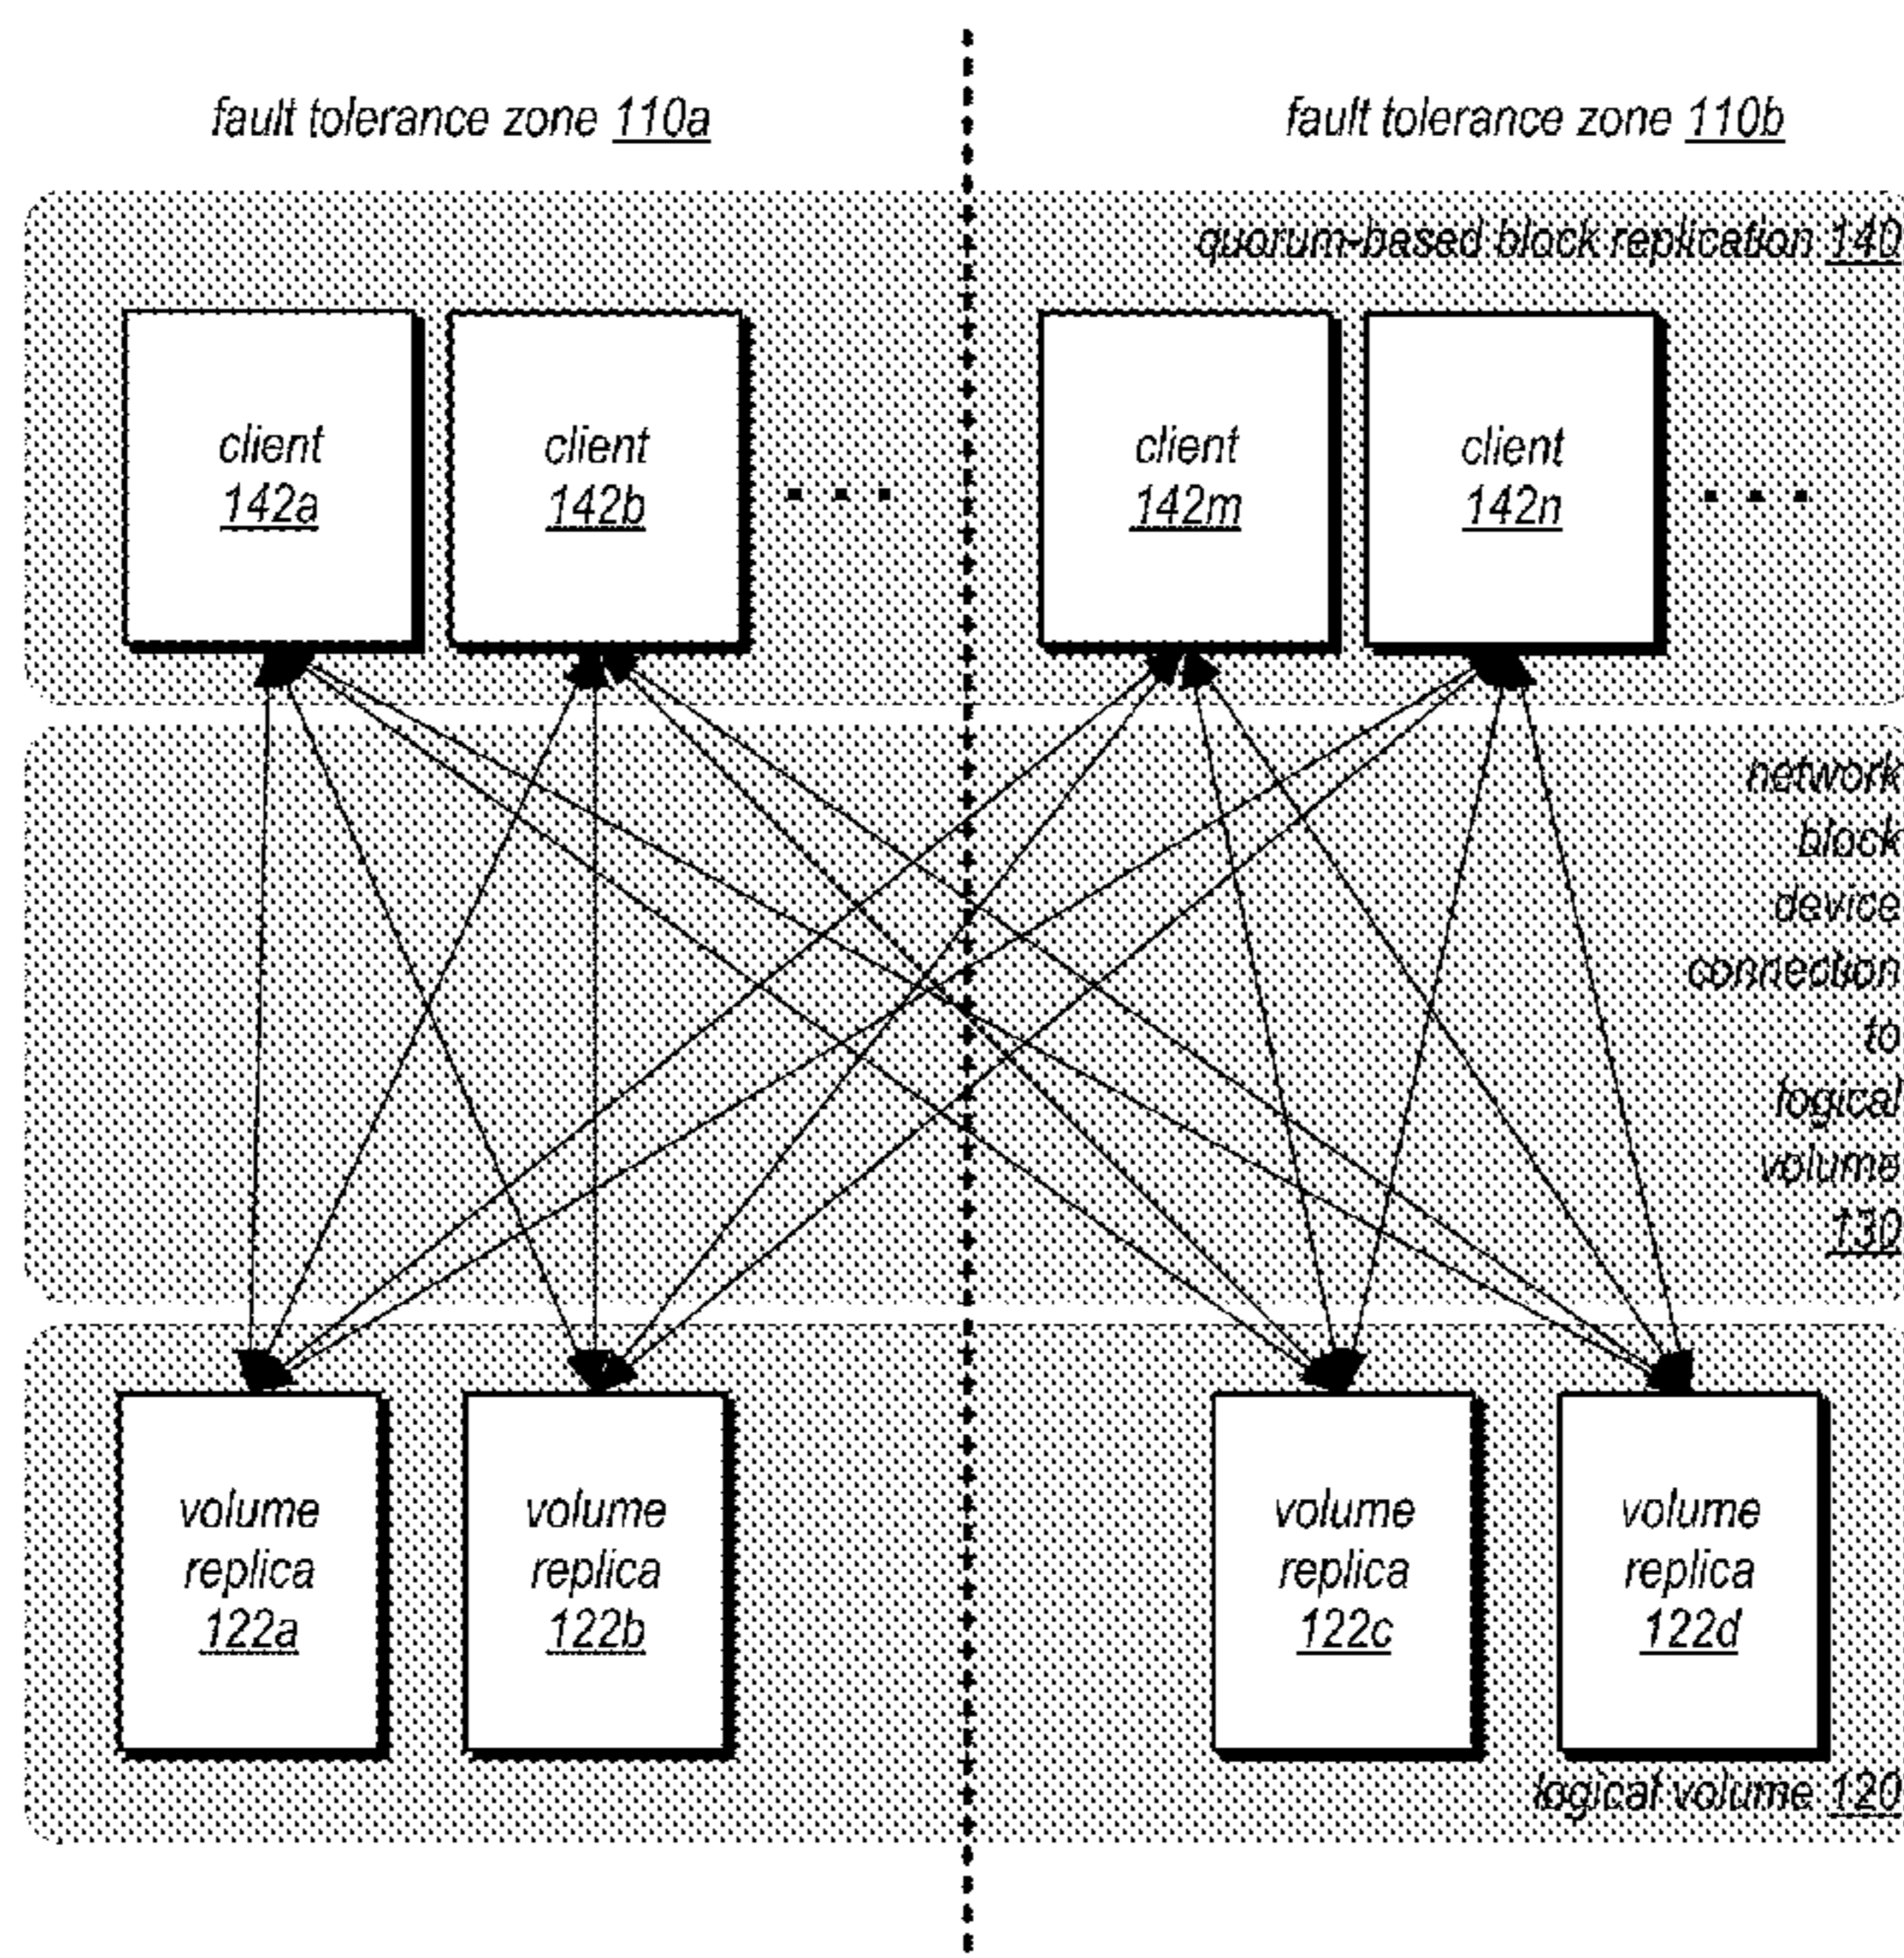 fault tolerance zone 110a
fault tolerance zone 110b
quorum-based block replication 140
client
142a
client
142b
. . .
client
142m
client
142n
. . .
network
block
device
connection
to
logical
volume
130
volume
replica
122a
volume
replica
122b
volume
replica
122c
volume
replica
122d
logical volume 120